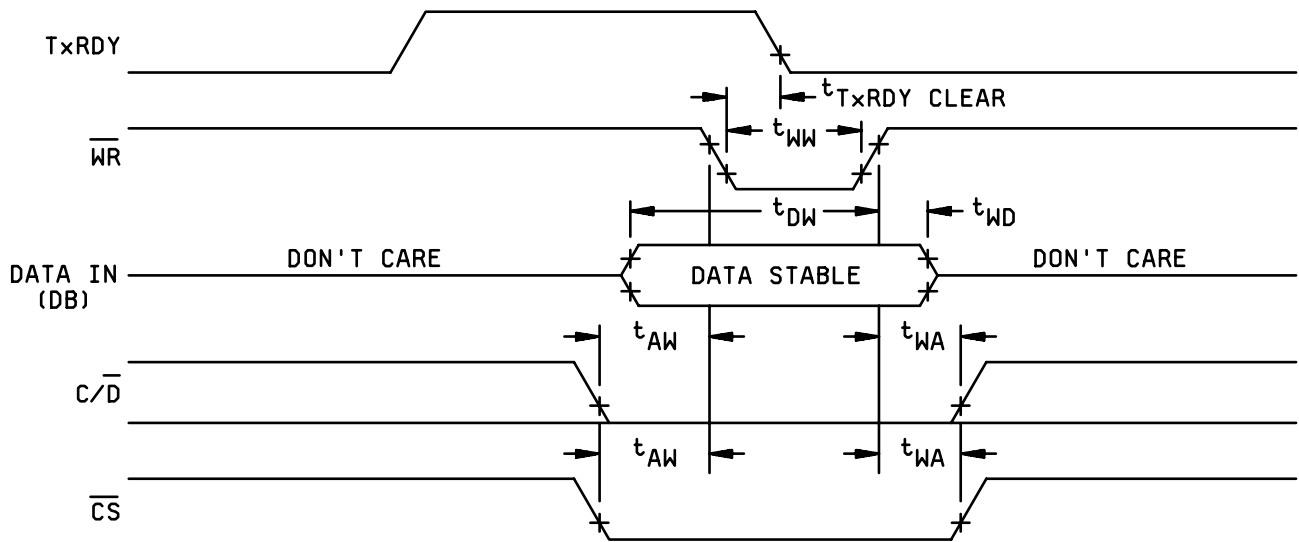 TxRDY
tTxRDY CLEAR
WR
tWW
tDW
tWD
DATA IN
(DB)
DON'T CARE
DATA STABLE
DON'T CARE
tAW
tWA
C/D
tAW
tWA
CS